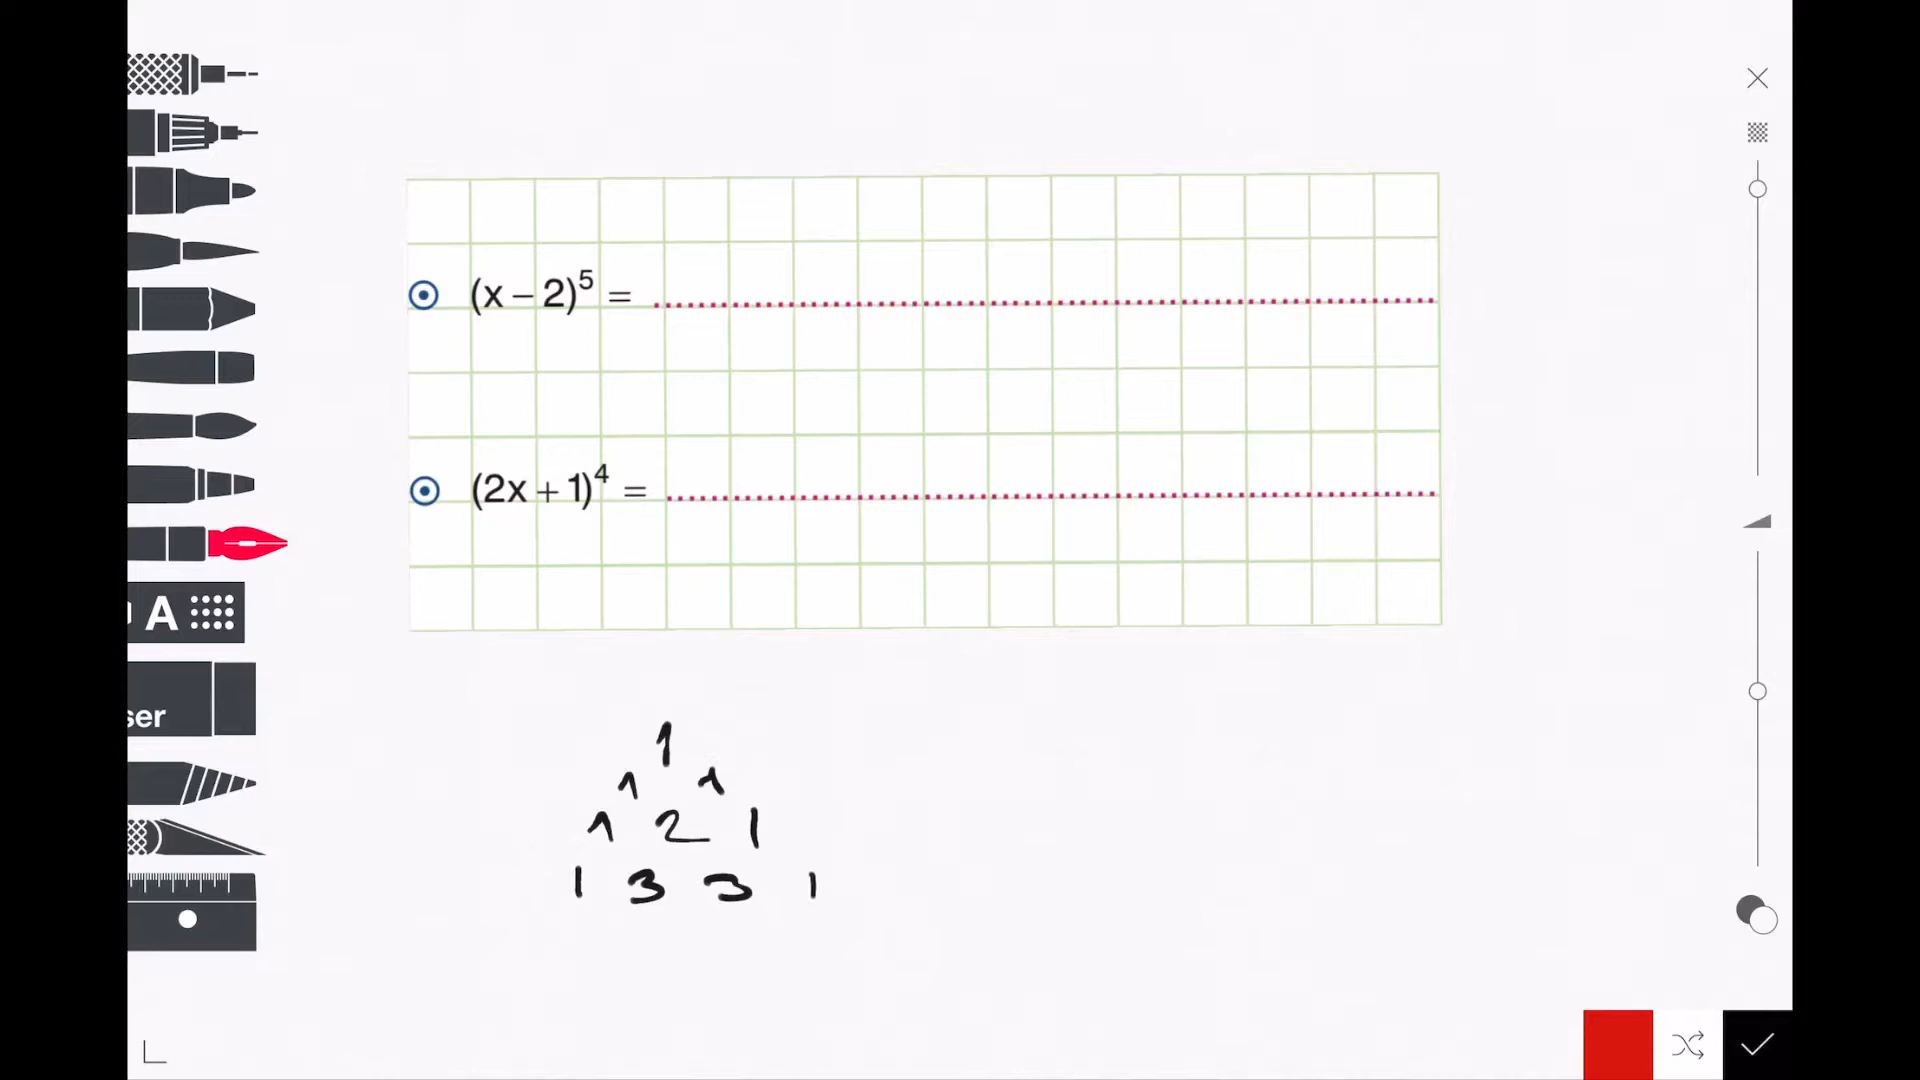 (x – 2)⁵ = ....................
(2x + 1)⁴ = ....................
A
ser
1
1 1
1 2 1
1 3 3 1